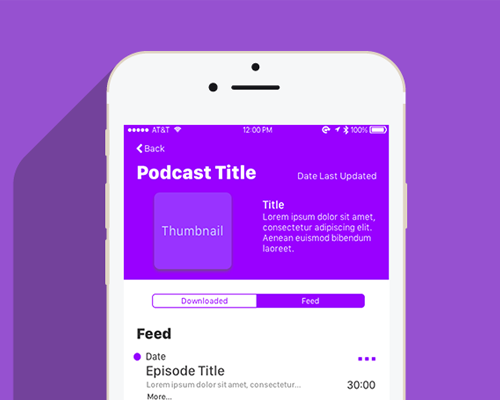 AT&T 12:00 PM 100%
Back
Podcast Title
Date Last Updated
Thumbnail
Title
Lorem ipsum dolor sit amet,
consectetur adipiscing elit.
Aenean euismod bibendum
laoreet.
Downloaded Feed
Feed
Date
Episode Title
Lorem ipsum dolor sit amet, consectetur...
30:00
More...